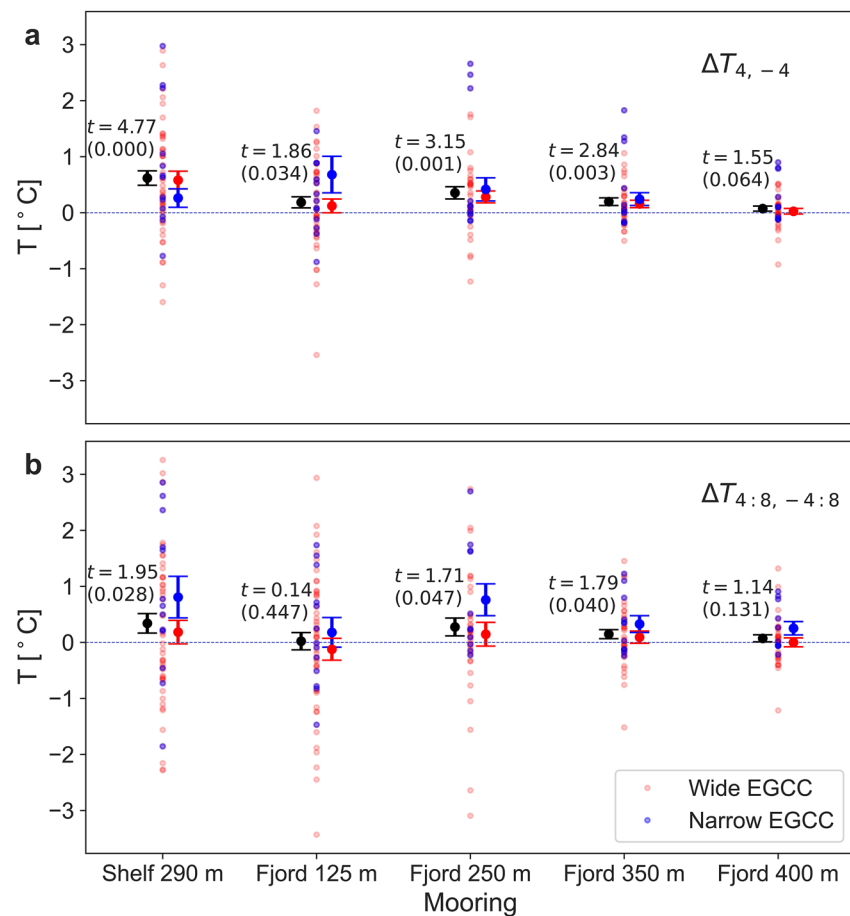 a
ΔT4, −4
3
2
1
0
−1
−2
−3
T [°C]
t = 4.77
(0.000)
t = 1.86
(0.034)
t = 3.15
(0.001)
t = 2.84
(0.003)
t = 1.55
(0.064)
b
ΔT4:8, −4:8
3
2
1
0
−1
−2
−3
T [°C]
t = 1.95
(0.028)
t = 0.14
(0.447)
t = 1.71
(0.047)
t = 1.79
(0.040)
t = 1.14
(0.131)
Wide EGCC
Narrow EGCC
Shelf 290 m Fjord 125 m Fjord 250 m Fjord 350 m Fjord 400 m
Mooring